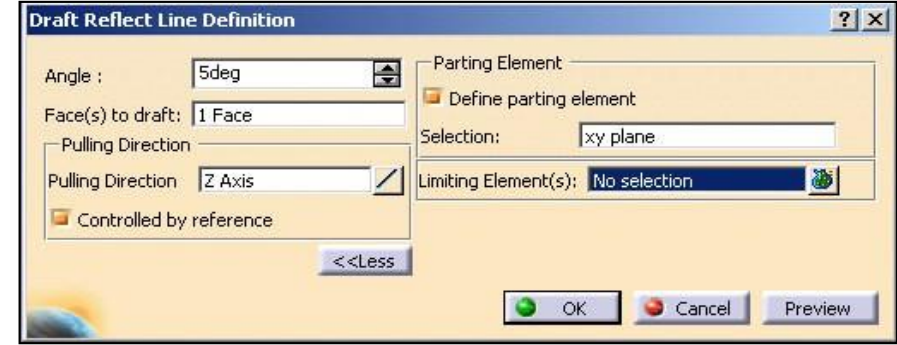 Draft Reflect Line Definition
Angle : 5deg
Face(s) to draft: 1 Face
Pulling Direction
Pulling Direction Z Axis
Controlled by reference
<<Less
Parting Element
Define parting element
Selection: xy plane
Limiting Element(s): No selection
OK Cancel Preview